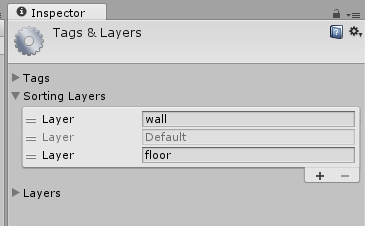 Inspector
Tags & Layers
Tags
Sorting Layers
Layer wall
Layer Default
Layer floor
Layers